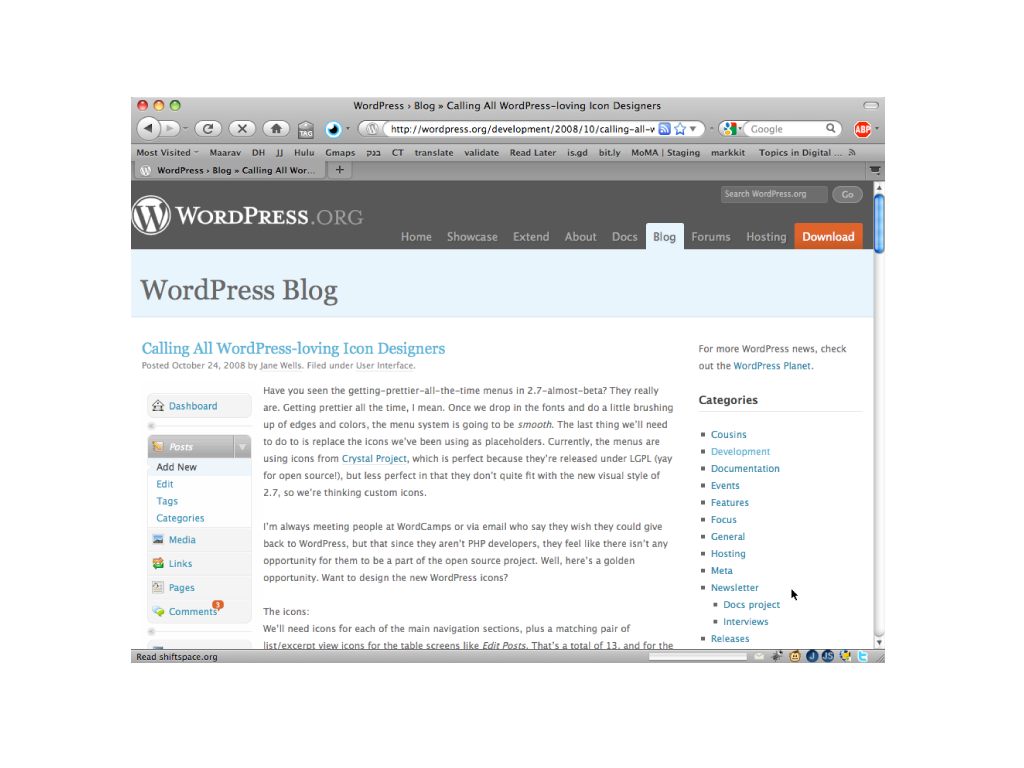 WordPress › Blog » Calling All WordPress-loving Icon Designers
TAG
http://wordpress.org/development/2008/10/calling-all-w
Google
ABP
Most Visited
Maarav
DH
JJ
Hulu
Gmaps
פנק
CT
translate
validate
Read Later
is.gd
bit.ly
MoMA | Staging
markkit
Topics in Digital ...
WordPress › Blog » Calling All Wor...
+
Search WordPress.org
Go
WORDPRESS.ORG
Home
Showcase
Extend
About
Docs
Blog
Forums
Hosting
Download
WordPress Blog
Calling All WordPress-loving Icon Designers
Posted October 24, 2008 by Jane Wells. Filed under User Interface.
Dashboard
Posts
Add New
Edit
Tags
Categories
Media
Links
Pages
Comments
3
Have you seen the getting-prettier-all-the-time menus in 2.7-almost-beta? They really
are. Getting prettier all the time, I mean. Once we drop in the fonts and do a little brushing
up of edges and colors, the menu system is going to be smooth. The last thing we'll need
to do to is replace the icons we've been using as placeholders. Currently, the menus are
using icons from Crystal Project, which is perfect because they're released under LGPL (yay
for open source!), but less perfect in that they don't quite fit with the new visual style of
2.7, so we're thinking custom icons.
I'm always meeting people at WordCamps or via email who say they wish they could give
back to WordPress, but that since they aren't PHP developers, they feel like there isn't any
opportunity for them to be a part of the open source project. Well, here's a golden
opportunity. Want to design the new WordPress icons?
The icons:
We'll need icons for each of the main navigation sections, plus a matching pair of
list/excerpt view icons for the table screens like Edit Posts. That's a total of 13, and for the
For more WordPress news, check
out the WordPress Planet.
Categories
Cousins
Development
Documentation
Events
Features
Focus
General
Hosting
Meta
Newsletter
Docs project
Interviews
Releases
Read shiftspace.org